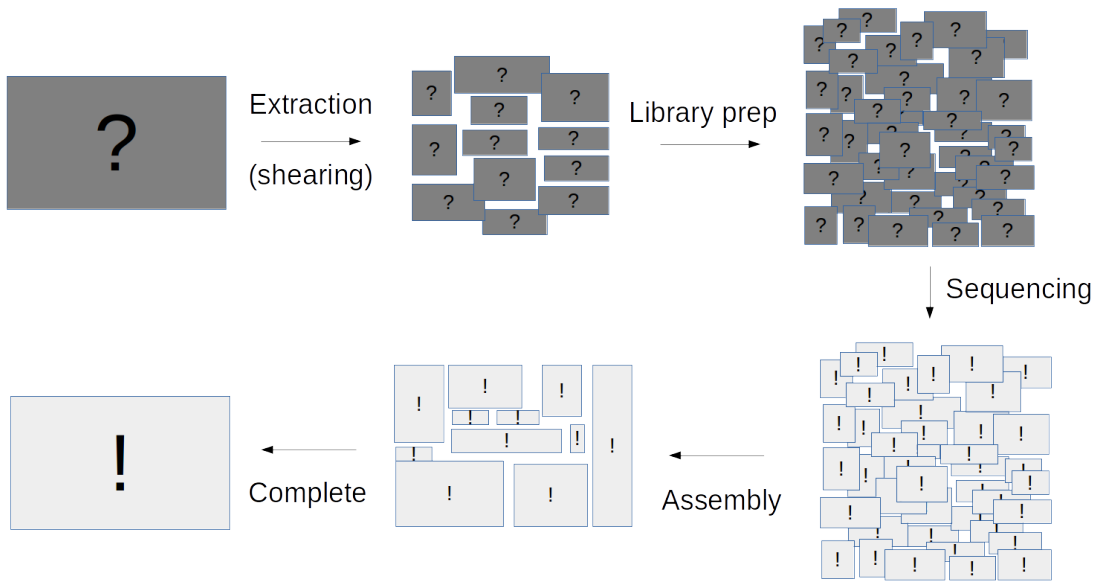 ?
Extraction
(shearing)
? ? ? ? ? ? ? ? ? ? ? ? ?
Library prep
? ? ? ? ? ? ? ? ? ? ? ? ? ? ? ? ? ? ? ? ? ? ? ? ? ? ? ? ? ? ? ? ? ? ? ? ? ?
Sequencing
! ! ! ! ! ! ! ! ! ! ! ! ! ! ! ! ! ! ! ! ! ! ! ! ! ! ! ! ! ! ! ! ! ! ! ! ! !
Assembly
! ! ! ! ! ! ! ! ! ! !
Complete
!